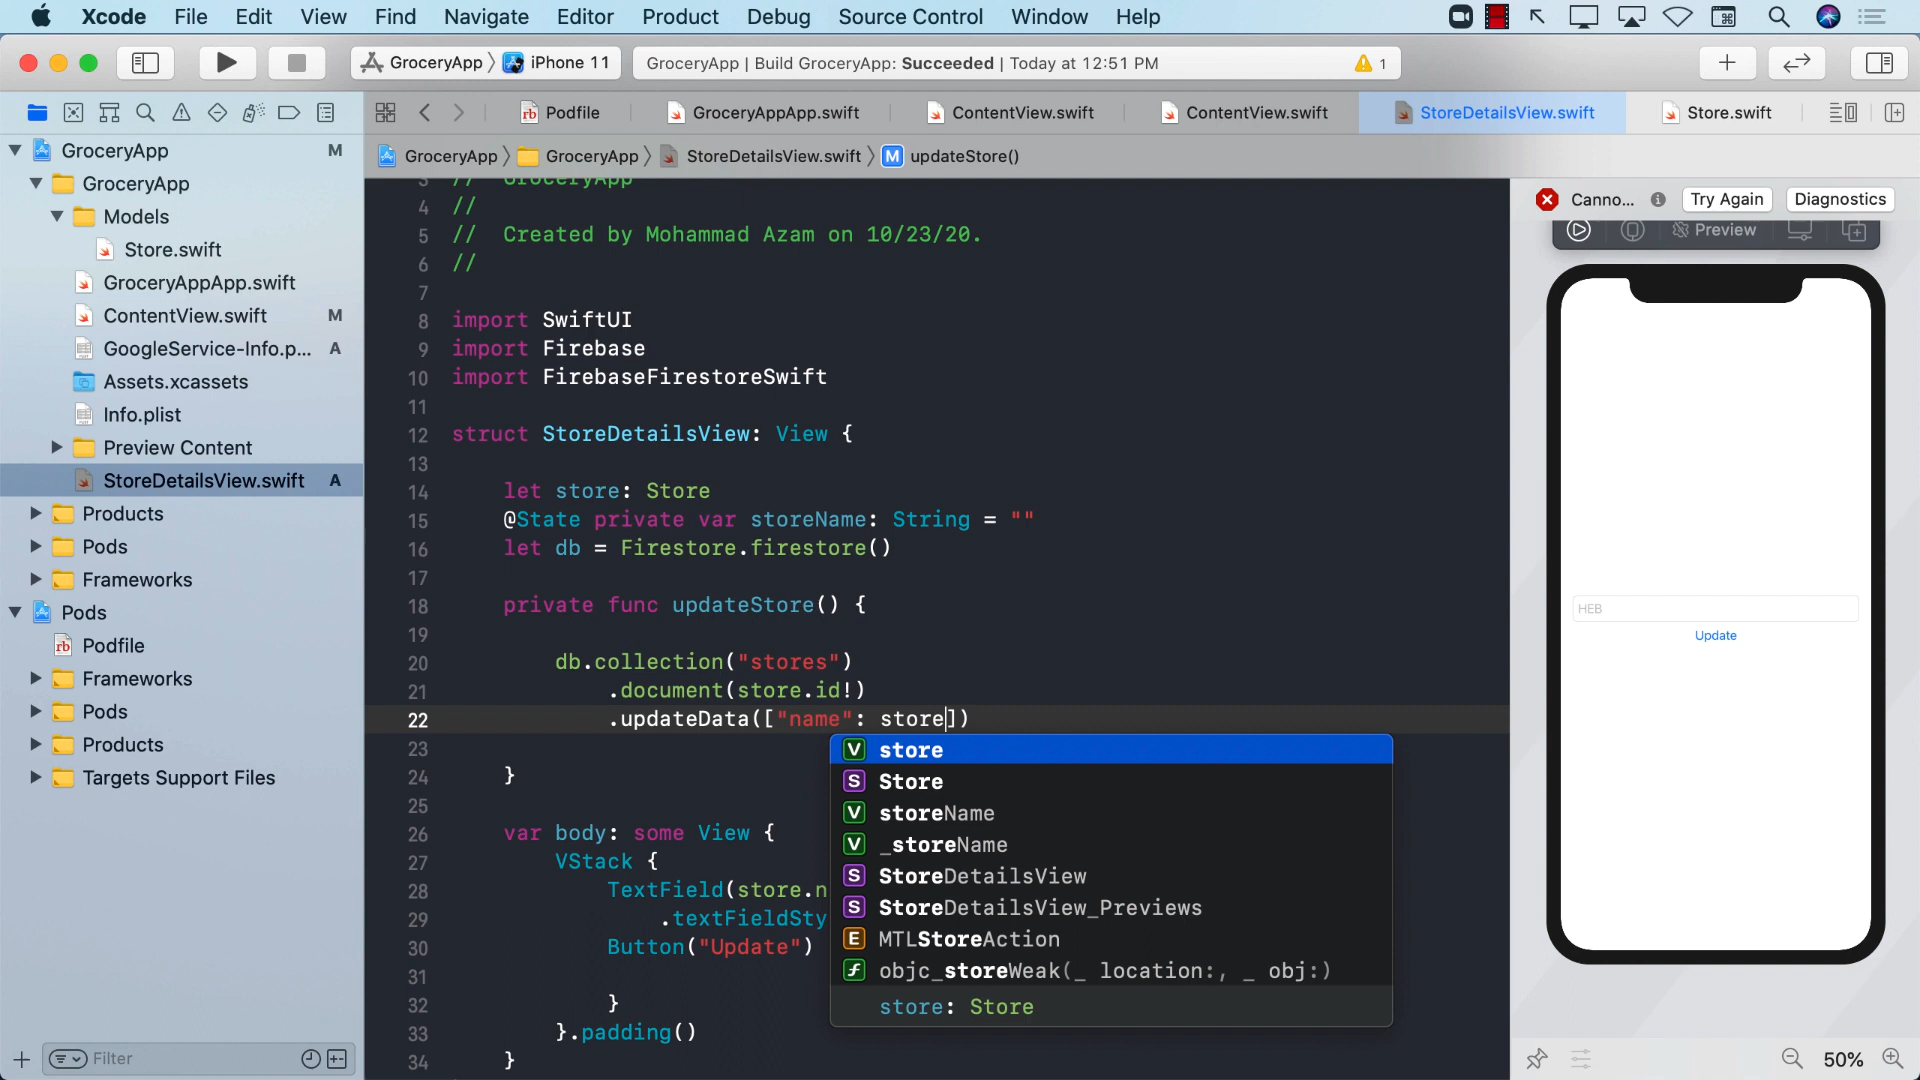 Xcode File Edit View Find Navigate Editor Product Debug Source Control Window Help
GroceryApp iPhone 11
GroceryApp | Build GroceryApp: Succeeded | Today at 12:51 PM
1
Podfile
GroceryAppApp.swift
ContentView.swift
ContentView.swift
StoreDetailsView.swift
Store.swift
GroceryApp GroceryApp StoreDetailsView.swift M updateStore()
GroceryApp M
GroceryApp
Models
Store.swift
GroceryAppApp.swift
ContentView.swift M
GoogleService-Info.p... A
Assets.xcassets
Info.plist
Preview Content
StoreDetailsView.swift A
Products
Pods
Frameworks
Pods
Podfile
Frameworks
Pods
Products
Targets Support Files
Filter
3 // GroceryApp
4 //
5 // Created by Mohammad Azam on 10/23/20.
6 //
7
8 import SwiftUI
9 import Firebase
10 import FirebaseFirestoreSwift
11
12 struct StoreDetailsView: View {
13
14 let store: Store
15 @State private var storeName: String = ""
16 let db = Firestore.firestore()
17
18 private func updateStore() {
19
20 db.collection("stores")
21 .document(store.id!)
22 .updateData(["name": store])
23
24 }
25
26 var body: some View {
27 VStack {
28 TextField(store.n
29 .textFieldSty
30 Button("Update")
31
32 }
33 }.padding()
34 }
V store
S Store
V storeName
V _storeName
S StoreDetailsView
S StoreDetailsView_Previews
E MTLStoreAction
f objc_storeWeak(_ location:, _ obj:)
store: Store
Canno... Try Again Diagnostics
Preview
HEB
Update
50%